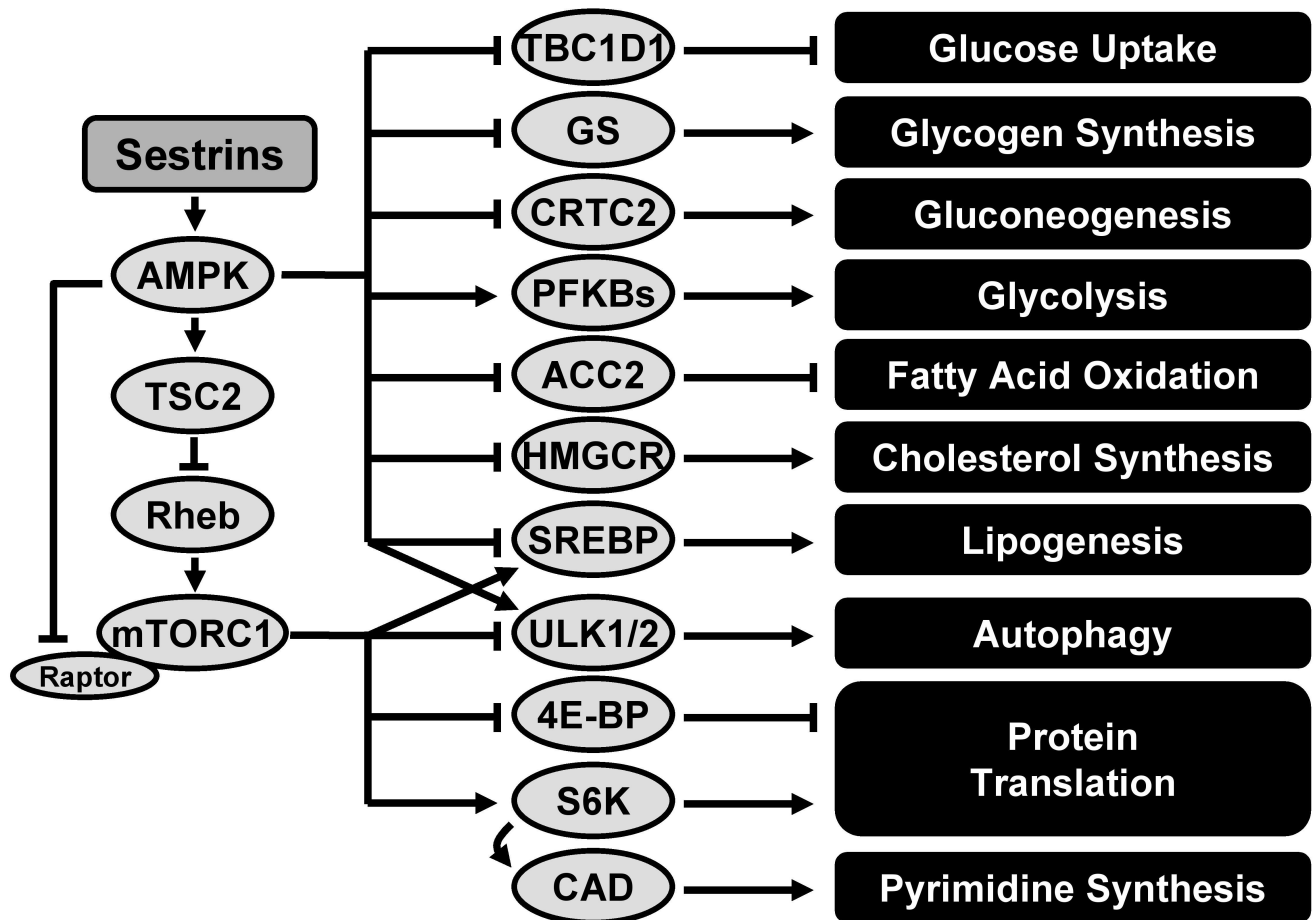 Sestrins
AMPK
TSC2
Rheb
mTORC1
Raptor
TBC1D1
GS
CRTC2
PFKBs
ACC2
HMGCR
SREBP
ULK1/2
4E-BP
S6K
CAD
Glucose Uptake
Glycogen Synthesis
Gluconeogenesis
Glycolysis
Fatty Acid Oxidation
Cholesterol Synthesis
Lipogenesis
Autophagy
Protein
Translation
Pyrimidine Synthesis